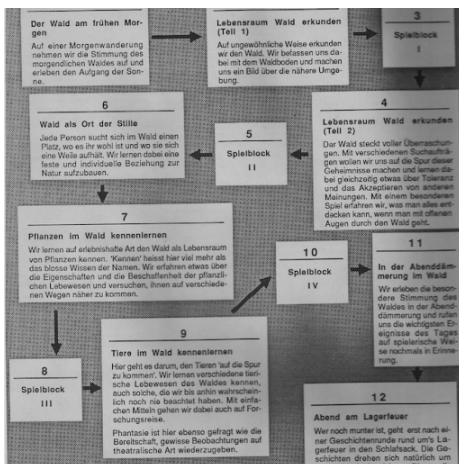 Der Wald am frühen Mor-
gen
Auf einer Morgenwanderung
nehmen wir die Stimmung des
morgendlichen Waldes auf und
erleben den Aufgang der Son-
ne.
Lebensraum Wald erkunden
(Teil 1)
Auf ungewöhnliche Weise erkunden
wir den Wald. Wir befassen uns da-
bei mit dem Waldboden und machen
uns ein Bild über die nähere Umge-
bung.
3
Spielblock
I
4
Lebensraum Wald erkunden
(Teil 2)
Der Wald steckt voller Überraschun-
gen. Mit verschiedenen Suchaufträ-
gen wollen wir uns auf die Spur dieser
Geheimnisse machen und lernen da-
bei gleichzeitig etwas über Toleranz
und das Akzeptieren von anderen
Meinungen. Mit einem besonderen
Spiel erfahren wir, was man alles ent-
decken kann, wenn man mit offenen
Augen durch den Wald geht.
5
Spielblock
II
6
Wald als Ort der Stille
Jede Person sucht sich im Wald einen
Platz, wo es ihr wohl ist und wo sie sich
eine Weile aufhält. Wir lernen dabei eine
feste und individuelle Beziehung zur
Natur aufzubauen.
7
Pflanzen im Wald kennenlernen
Wir lernen auf erlebnishafte Art den Wald als Lebensraum
von Pflanzen kennen. 'Kennen' heisst hier viel mehr als
das blosse Wissen der Namen. Wir erfahren etwas über
die Eigenschaften und die Beschaffenheit der pflanzli-
chen Lebewesen und versuchen, ihnen auf verschiede-
nen Wegen näher zu kommen.
8
Spielblock
III
9
Tiere im Wald kennenlernen
Hier geht es darum, den Tieren 'auf die Spur
zu kommen'. Wir lernen verschiedene tieri-
sche Lebewesen des Waldes kennen,
auch solche, die wir bis anhin wahrschein-
lich noch nie beachtet haben. Mit einfa-
chen Mitteln gehen wir dabei auch auf For-
schungsreise.
Phantasie ist hier ebenso gefragt wie die
Bereitschaft, gewisse Beobachtungen auf
theatralische Art wiederzugeben.
10
Spielblock
IV
11
In der Abenddäm-
merung im Wald
Wir erleben die beson-
dere Stimmung des
Waldes in der Abend-
dämmerung und rufen
uns die wichtigsten Er-
eignisse des Tages
auf spielerische Wei-
se nochmals in Erinne-
rung.
12
Abend am Lagerfeuer
Wer noch munter ist, geht erst nach ei-
ner Geschichtenrunde rund um's La-
gerfeuer in den Schlafsack. Die Ge-
schichten drehen sich natürlich um